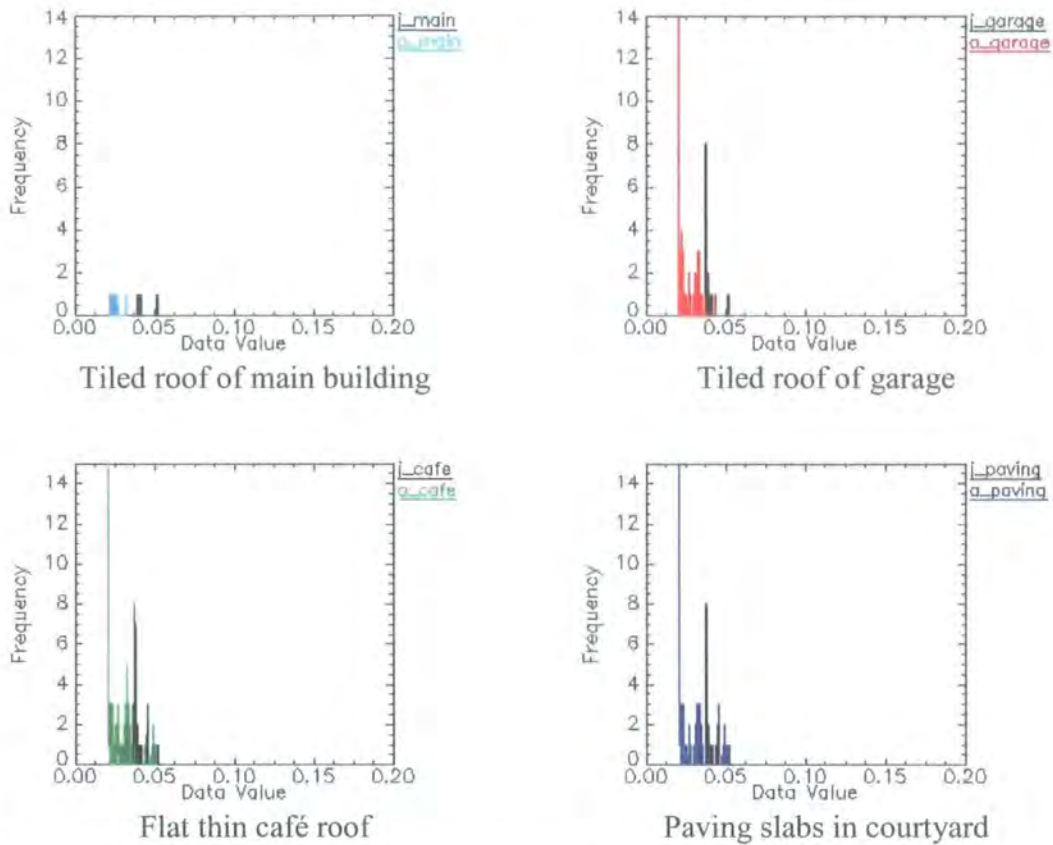 i_main
a_main
14
12
10
8
6
4
2
0
Frequency
0.00 0.05 0.10 0.15 0.20
Data Value
Tiled roof of main building
i_garage
a_garage
14
12
10
8
6
4
2
0
Frequency
0.00 0.05 0.10 0.15 0.20
Data Value
Tiled roof of garage
i_cafe
a_cafe
14
12
10
8
6
4
2
0
Frequency
0.00 0.05 0.10 0.15 0.20
Data Value
Flat thin café roof
i_paving
a_paving
14
12
10
8
6
4
2
0
Frequency
0.00 0.05 0.10 0.15 0.20
Data Value
Paving slabs in courtyard